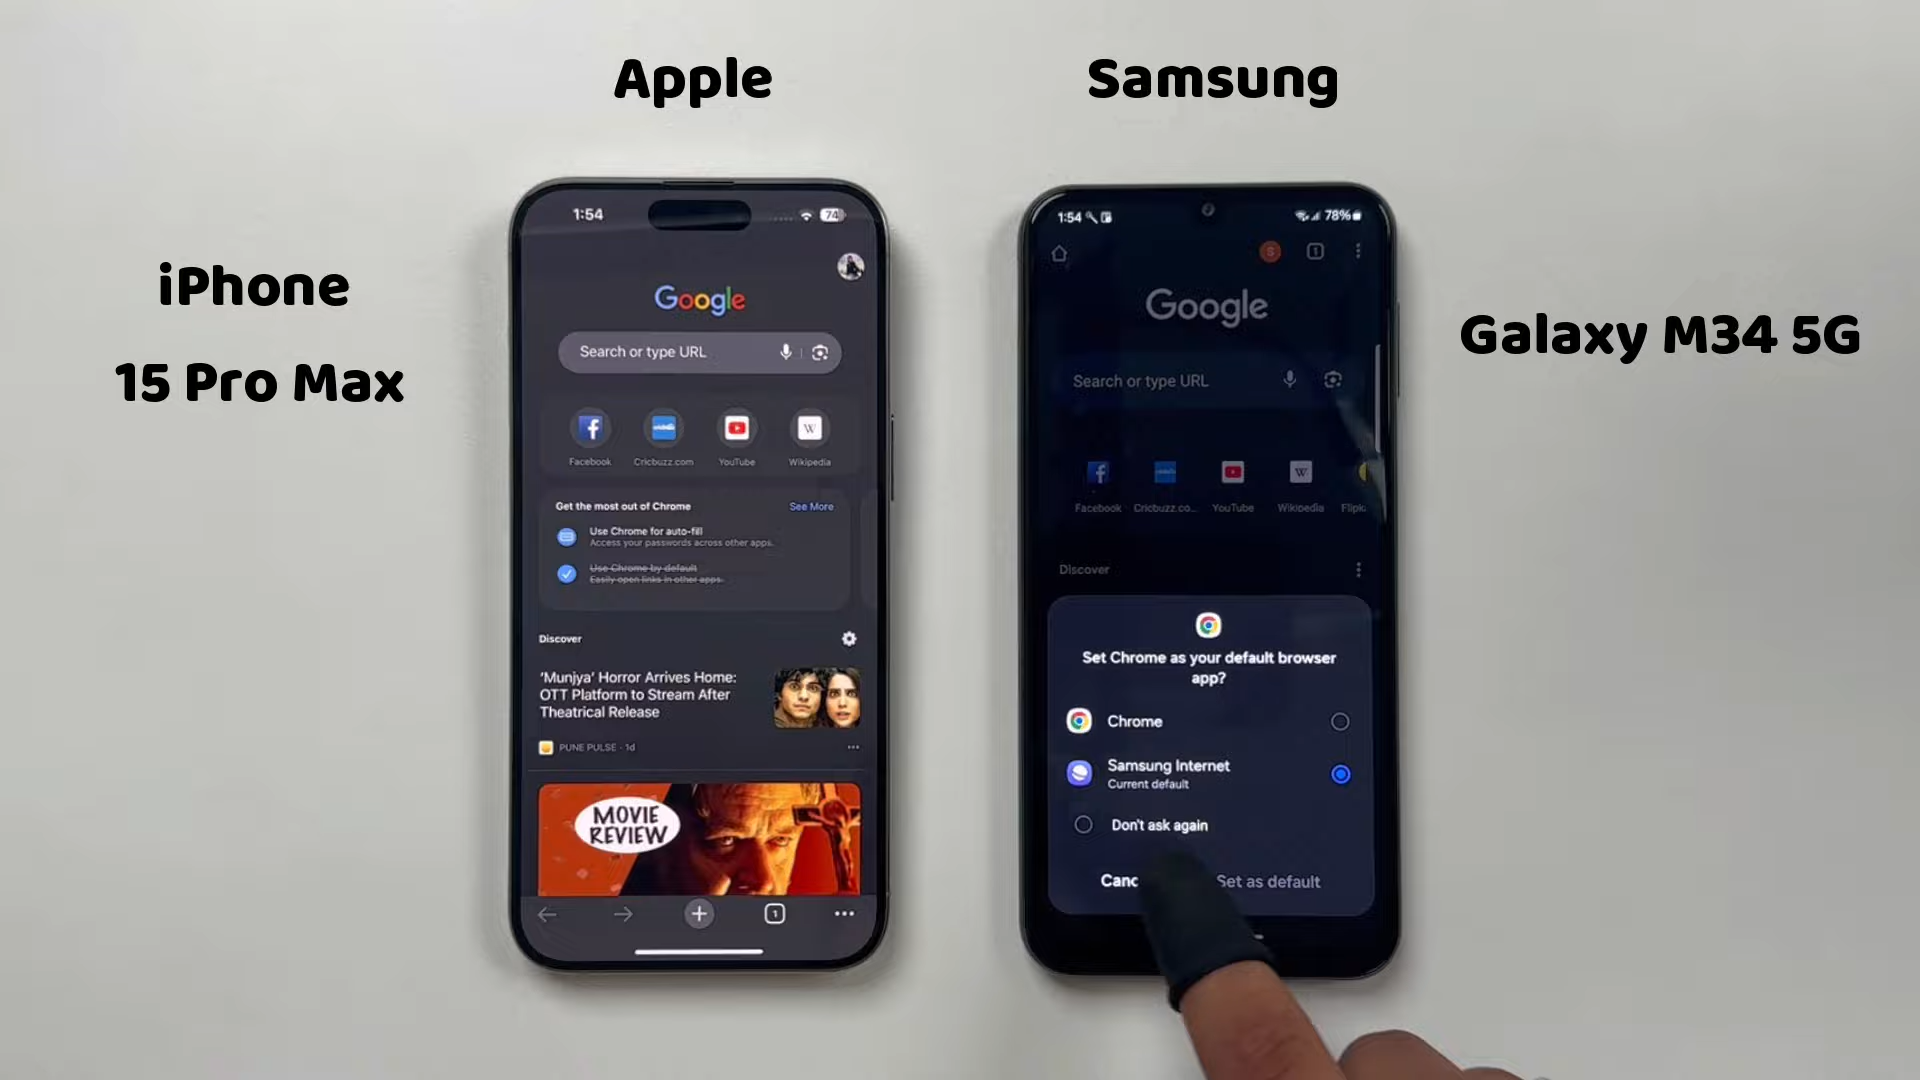 Apple
Samsung
iPhone
15 Pro Max
Galaxy M34 5G
1:54
74
Google
Search or type URL
Facebook
Cricbuzz.com
YouTube
W
Wikipedia
Get the most out of Chrome
See More
Use Chrome for auto-fill
Access your passwords across other apps.
Use Chrome by default
Easily open links in other apps.
Discover
‘Munjya’ Horror Arrives Home:
OTT Platform to Stream After
Theatrical Release
PUNE PULSE · 1d
MOVIE
REVIEW
1
1:54
78%
S
1
Google
Search or type URL
Facebook
Cricbuzz.co...
YouTube
W
Wikipedia
Flipk
Discover
Set Chrome as your default browser
app?
Chrome
Samsung Internet
Current default
Don't ask again
Canc
Set as default